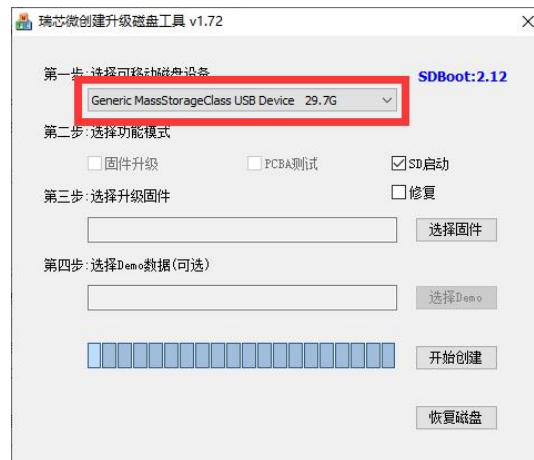 瑞芯微创建升级磁盘工具 v1.72
第一步:选择可移动磁盘设备
SDBoot:2.12
Generic MassStorageClass USB Device 29.7G
第二步:选择功能模式
固件升级 PCBA测试 SD启动
修复
第三步:选择升级固件
选择固件
第四步:选择Demo数据(可选)
选择Demo
开始创建
恢复磁盘